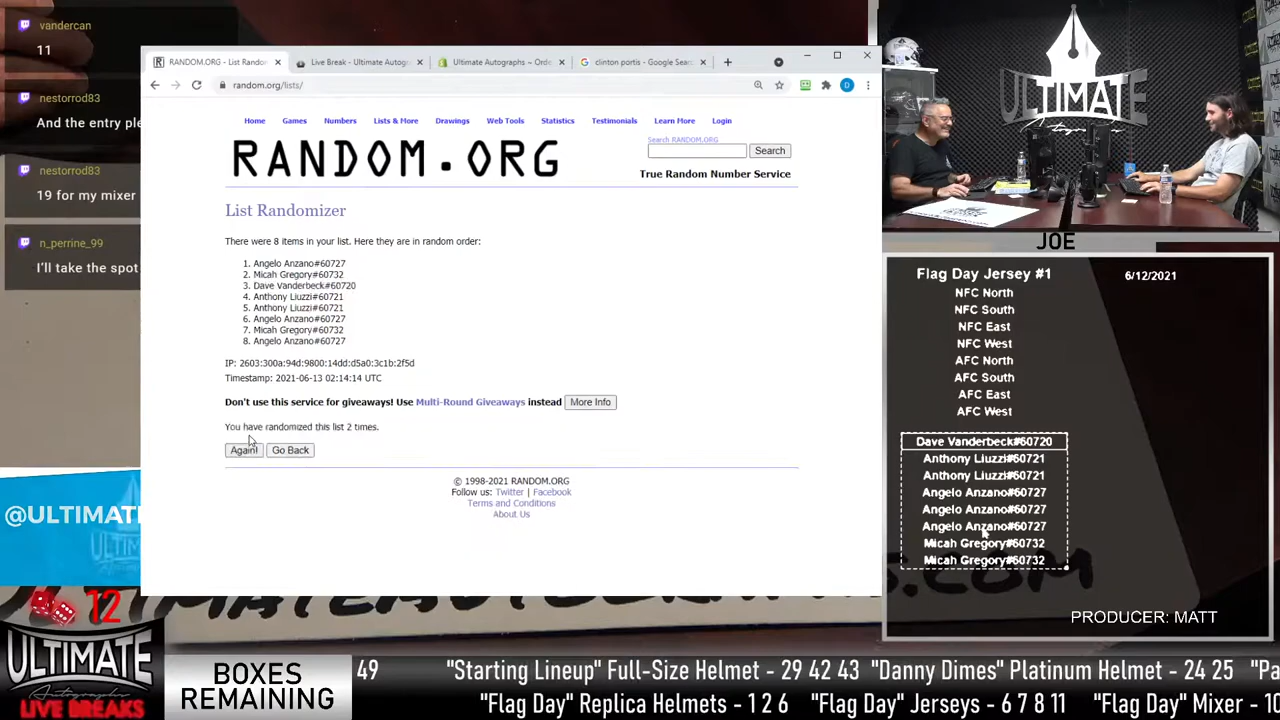 vandercan
11
nestorrod83
And the entry ple
nestorrod83
19 for my mixer
n_perrine_99
I'll take the spot
RANDOM.ORG - List Rando
Live Break - Ultimate Autog
Ultimate Autographs ~ Ord
clinton portis - Google Sear
random.org/lists/
D
Home Games Numbers Lists & More Drawings Web Tools Statistics Testimonials Learn More Login
Search RANDOM.ORG
Search
RANDOM.ORG
True Random Number Service
List Randomizer
There were 8 items in your list. Here they are in random order:
1. Angelo Anzano#60727
2. Micah Gregory#60732
3. Dave Vanderbeck#60720
4. Anthony Liuzzi#60721
5. Anthony Liuzzi#60721
6. Angelo Anzano#60727
7. Micah Gregory#60732
8. Angelo Anzano#60727
IP: 2603:300a:94d:9800:14dd:d5a0:3c1b:2f5d
Timestamp: 2021-06-13 02:14:14 UTC
Don't use this service for giveaways! Use Multi-Round Giveaways instead More Info
You have randomized this list 2 times.
Again! Go Back
© 1998-2021 RANDOM.ORG
Follow us: Twitter | Facebook
Terms and Conditions
About Us
ULTIMATE
JOE
Flag Day Jersey #1
6/12/2021
NFC North
NFC South
NFC East
NFC West
AFC North
AFC South
AFC East
AFC West
Dave Vanderbeck#60720
Anthony Liuzzi#60721
Anthony Liuzzi#60721
Angelo Anzano#60727
Angelo Anzano#60727
Angelo Anzano#60727
Micah Gregory#60732
Micah Gregory#60732
PRODUCER: MATT
@ULTIMAT
12
ULTIMATE
Autographs
LIVE BREAKS
BOXES
REMAINING
49 "Starting Lineup" Full-Size Helmet - 29 42 43 "Danny Dimes" Platinum Helmet - 24 25 "Pa
"Flag Day" Replica Helmets - 1 2 6 "Flag Day" Jerseys - 6 7 8 11 "Flag Day" Mixer - 10